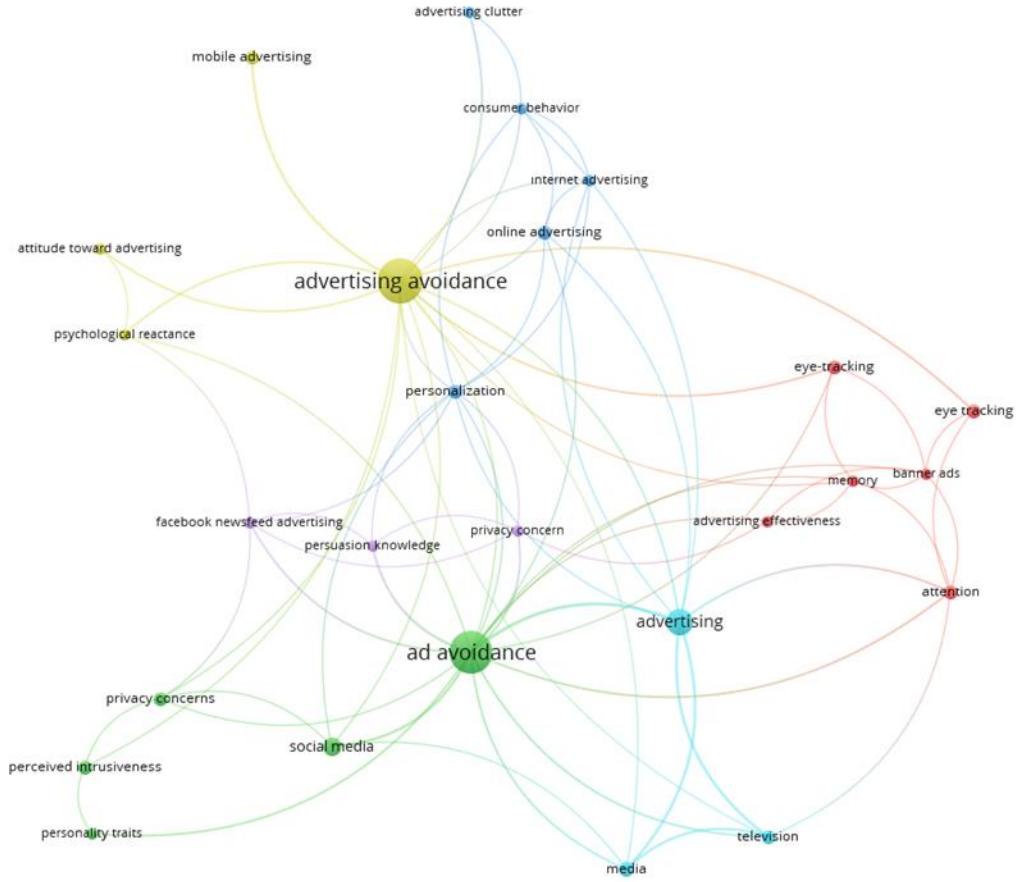 advertising clutter
mobile advertising
consumer behavior
internet advertising
online advertising
attitude toward advertising
advertising avoidance
psychological reactance
eye-tracking
personalization
eye tracking
banner ads
memory
facebook newsfeed advertising
advertising effectiveness
privacy concern
persuasion knowledge
attention
advertising
ad avoidance
privacy concerns
social media
perceived intrusiveness
personality traits
television
media